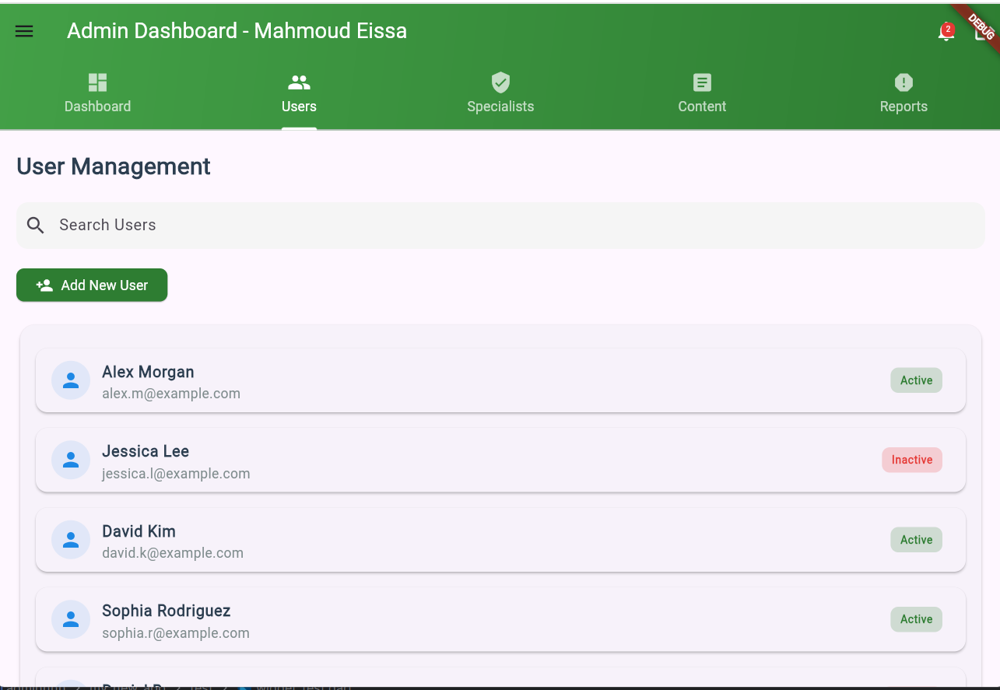 Admin Dashboard - Mahmoud Eissa
2
DEBUG
Dashboard
Users
Specialists
Content
Reports
User Management
Search Users
Add New User
Alex Morgan
alex.m@example.com
Active
Jessica Lee
jessica.l@example.com
Inactive
David Kim
david.k@example.com
Active
Sophia Rodriguez
sophia.r@example.com
Active